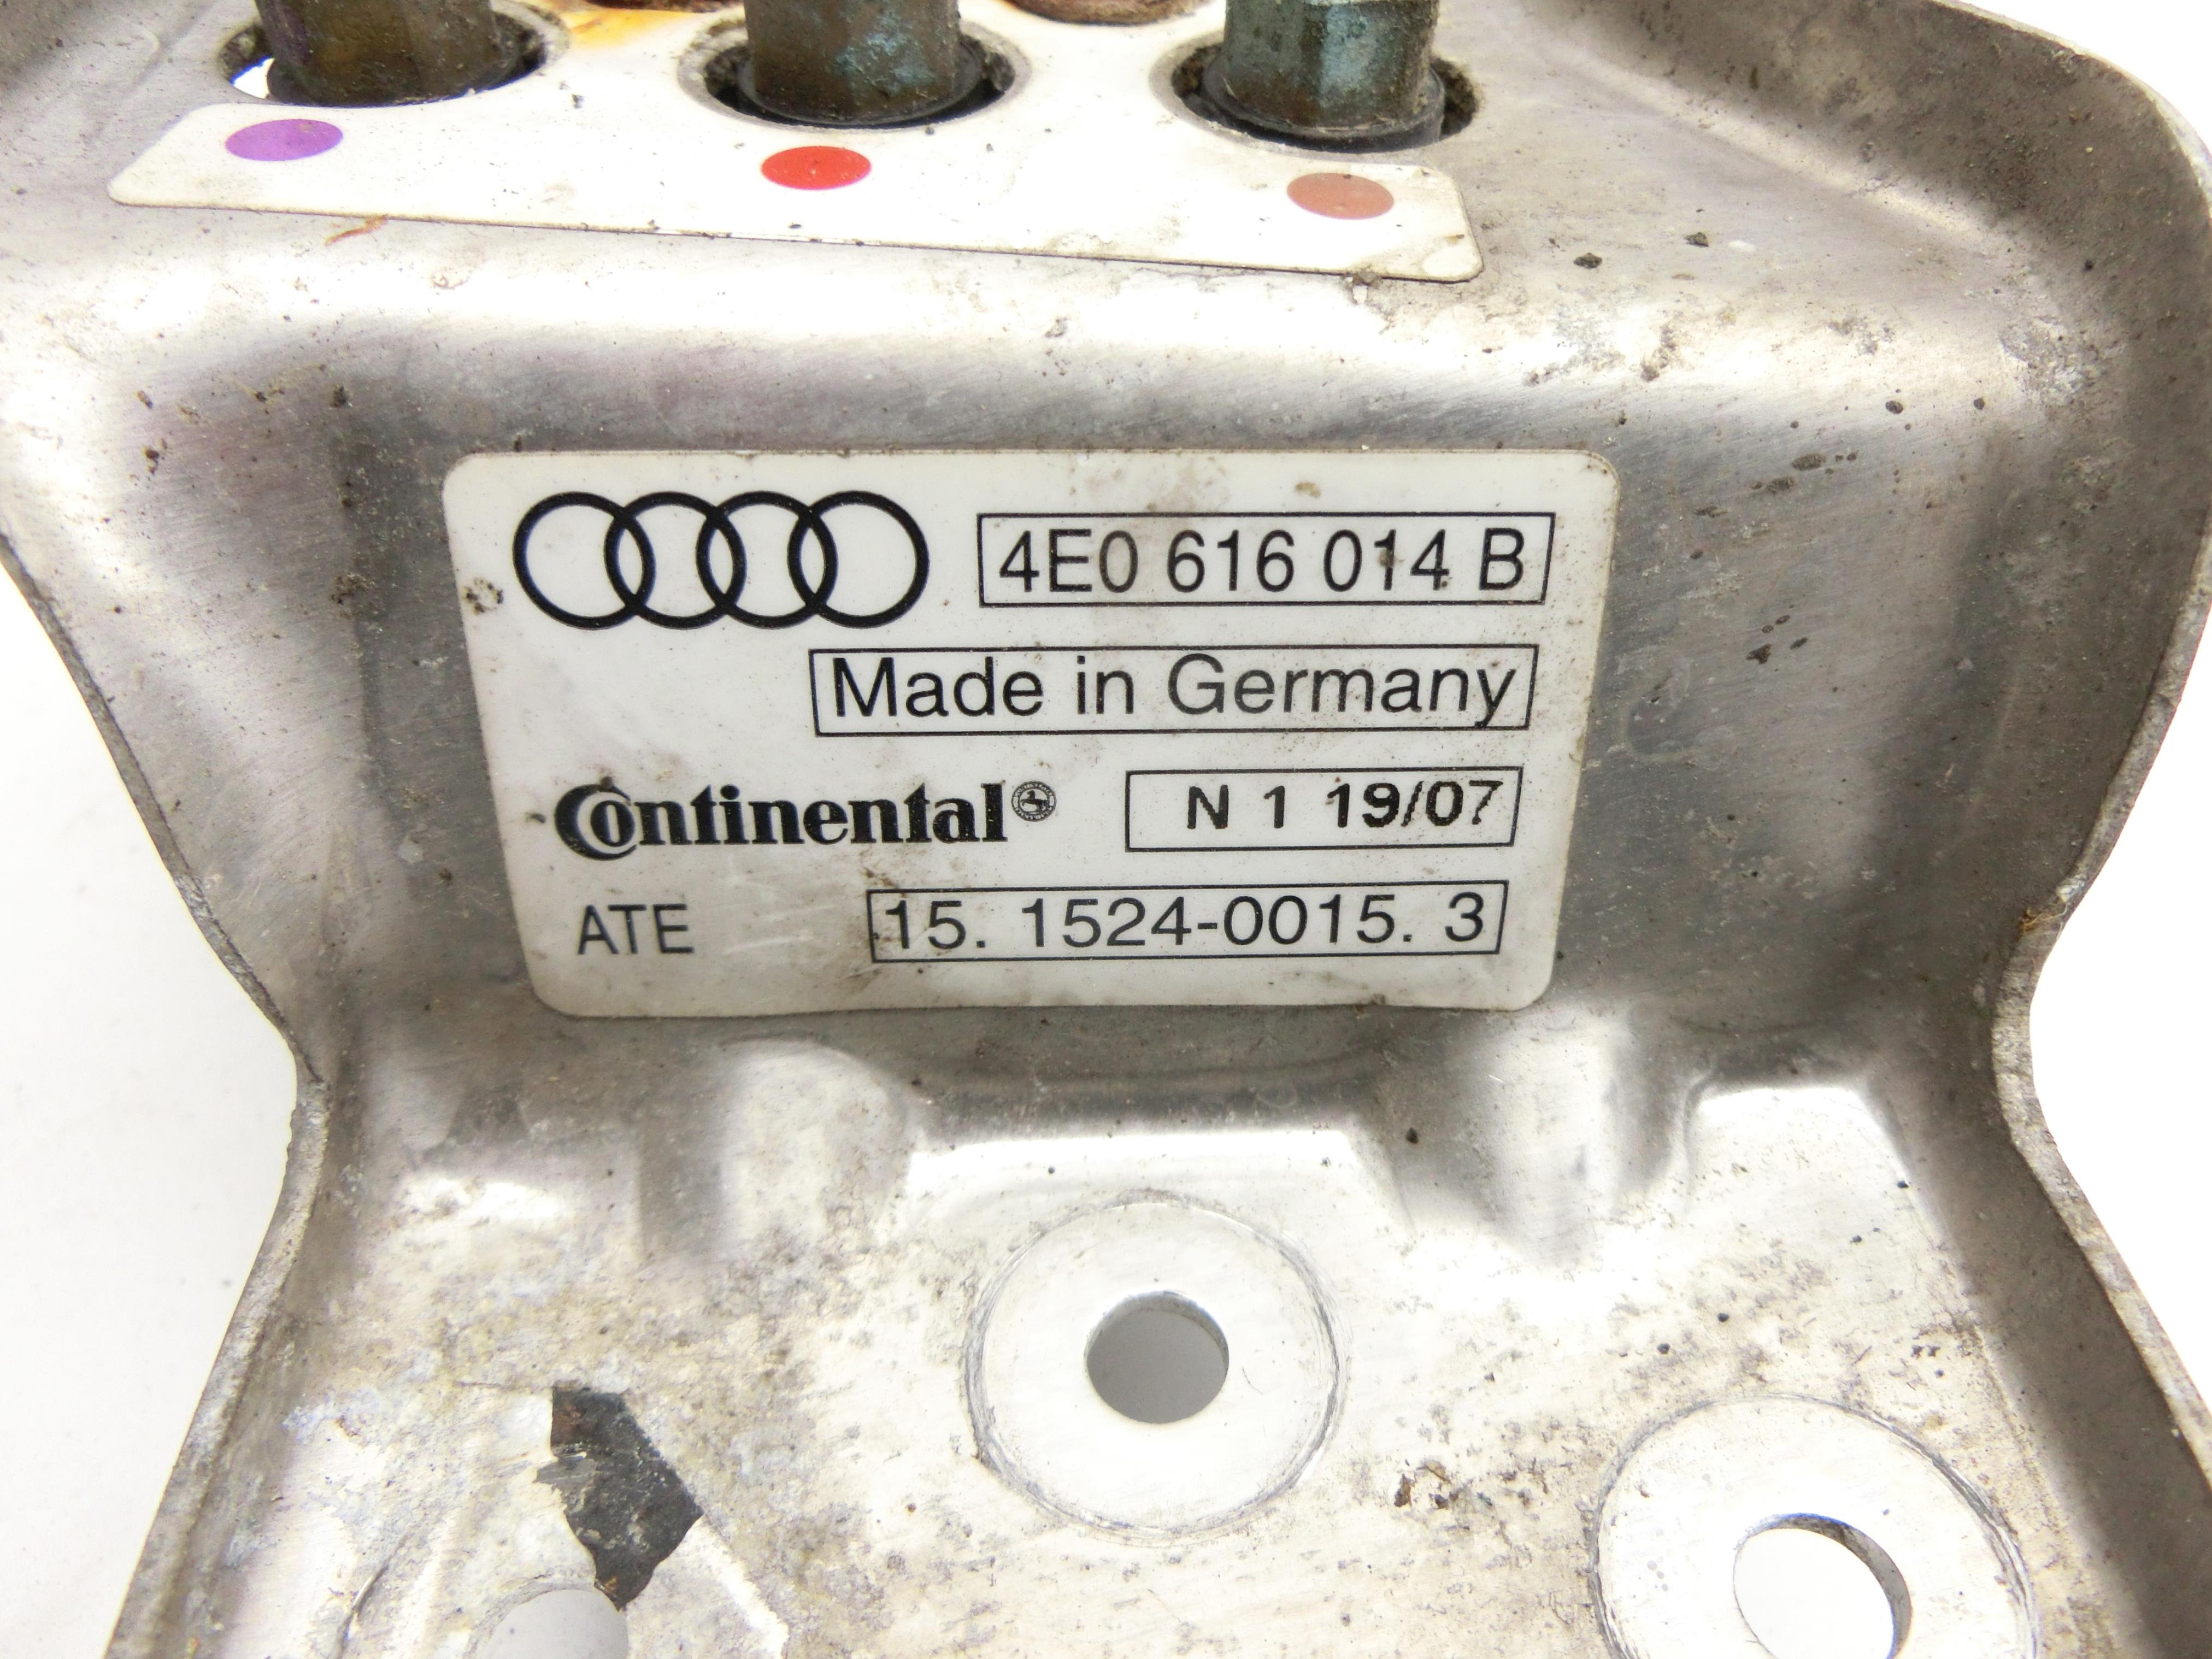 4E0 616 014 B
Made in Germany
Continental®
N 1 19/07
ATE
15. 1524-0015. 3